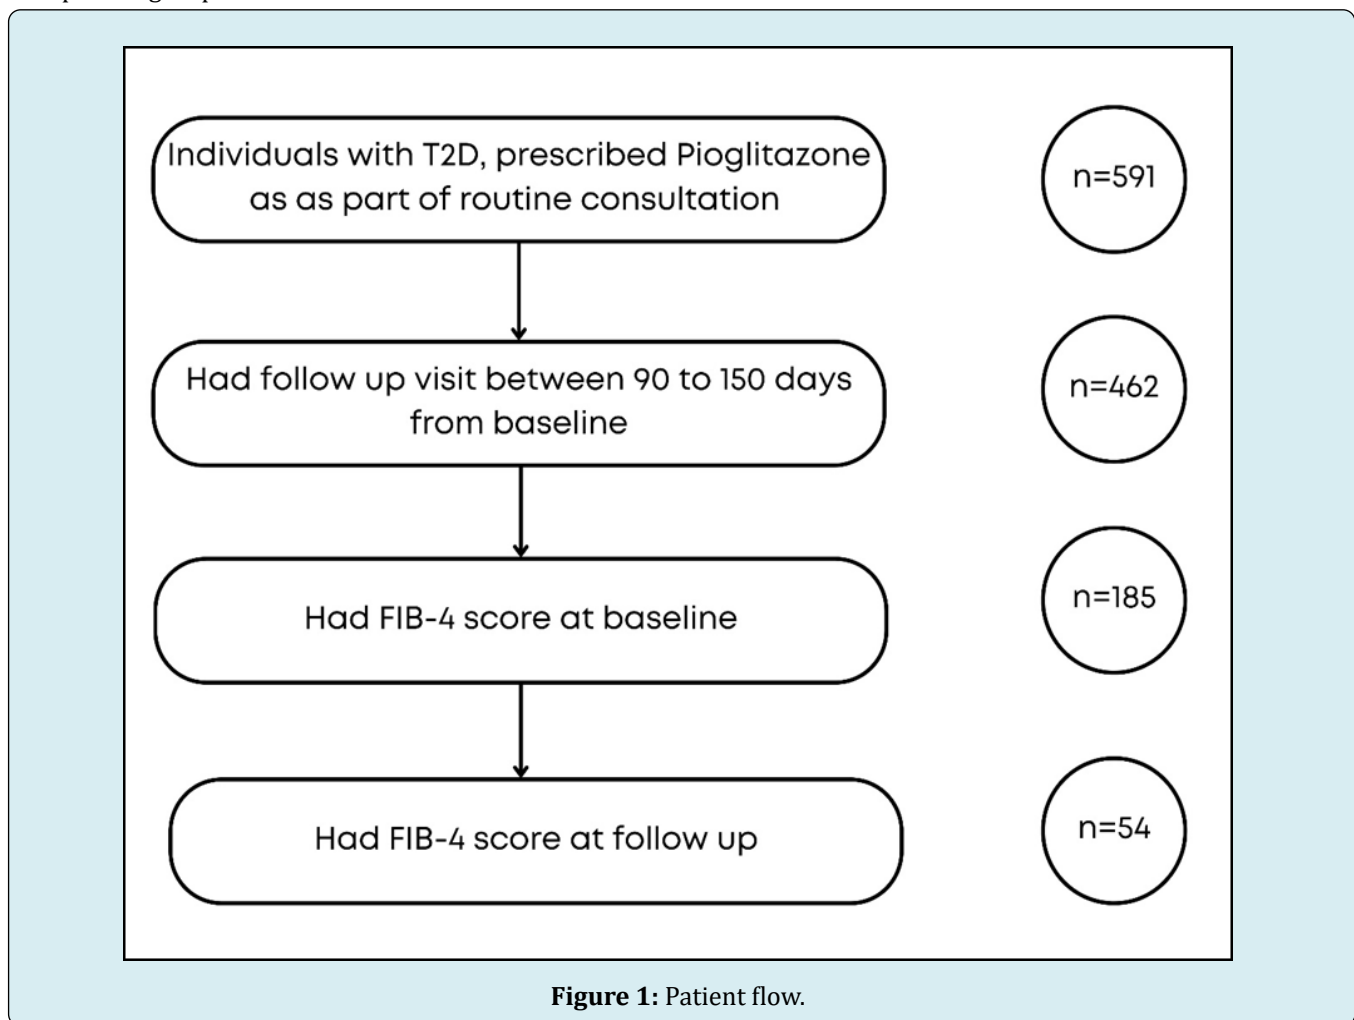 Individuals with T2D, prescribed Pioglitazone
as as part of routine consultation
n=591
Had follow up visit between 90 to 150 days
from baseline
n=462
Had FIB-4 score at baseline
n=185
Had FIB-4 score at follow up
n=54
Figure 1: Patient flow.